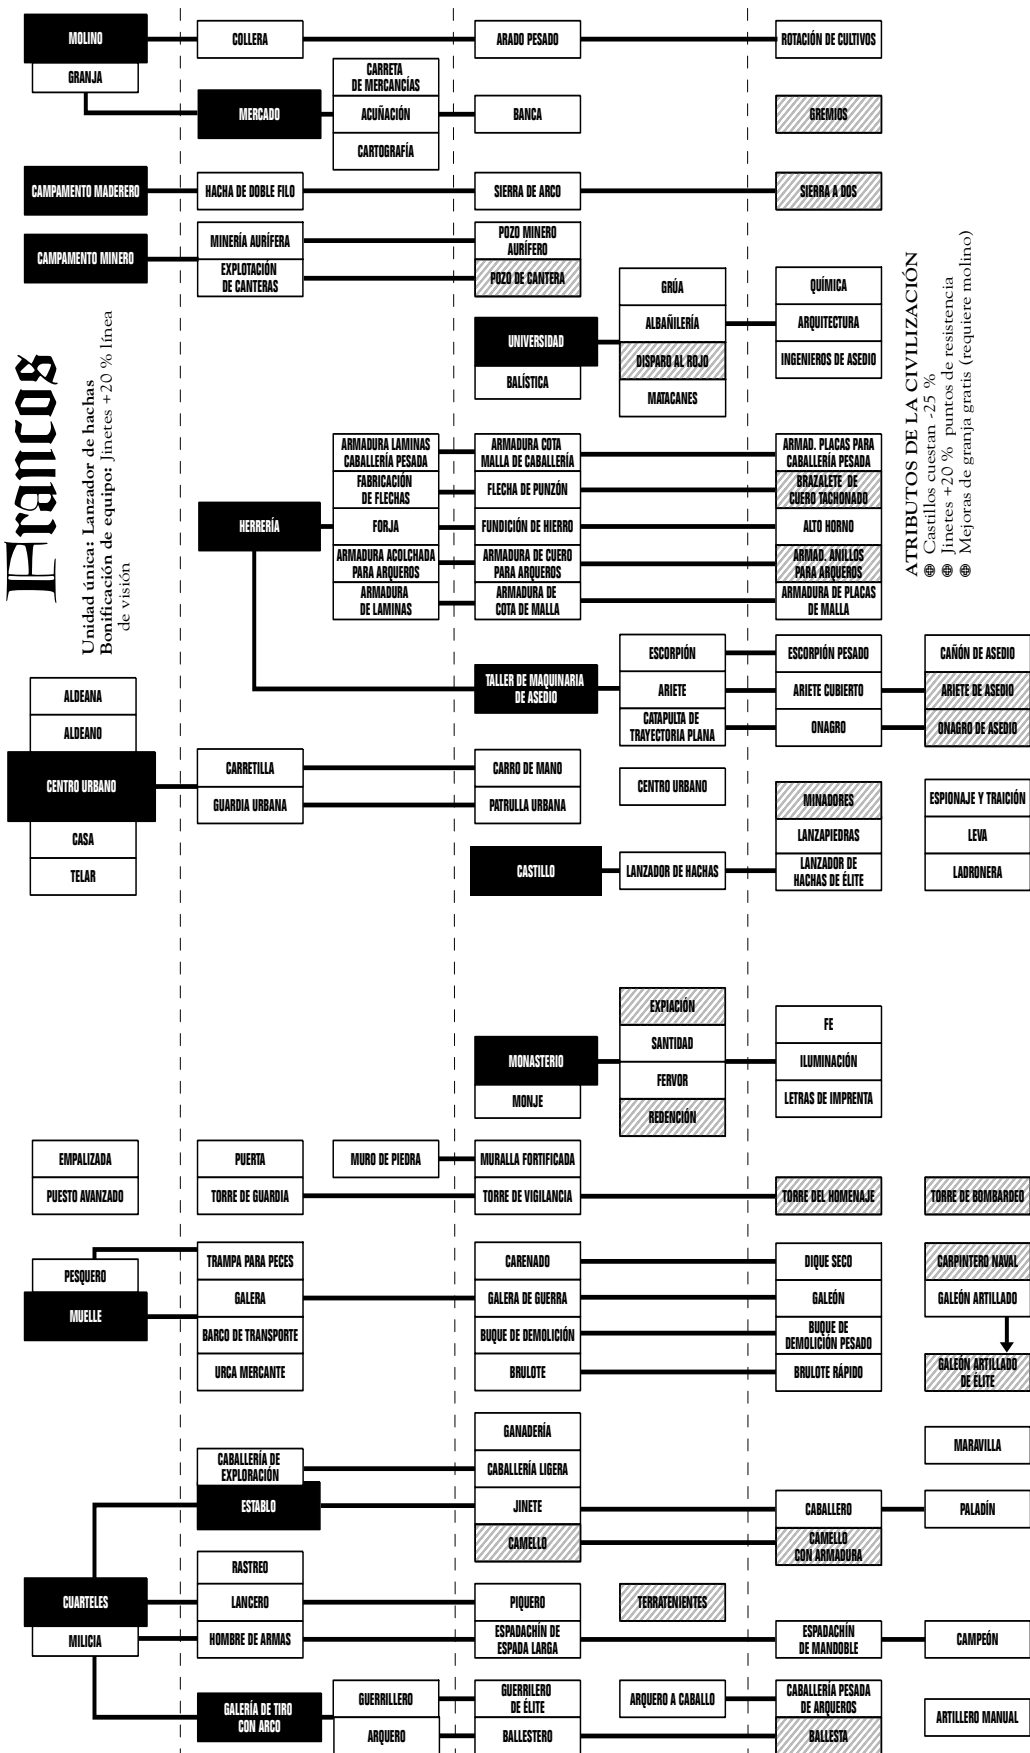 MOLINO
GRANJA
COLLERA
ARADO PESADO
ROTACIÓN DE CULTIVOS
MERCADO
CARRETA
DE MERCANCÍAS
ACUÑACIÓN
CARTOGRAFÍA
BANCA
GREMIOS
CAMPAMENTO MADERERO
HACHA DE DOBLE FILO
SIERRA DE ARCO
SIERRA A DOS
CAMPAMENTO MINERO
MINERÍA AURÍFERA
EXPLOTACIÓN
DE CANTERAS
POZO MINERO
AURÍFERO
POZO DE CANTERA
UNIVERSIDAD
BALÍSTICA
GRÚA
ALBAÑILERÍA
DISPARO AL ROJO
MATACANES
QUÍMICA
ARQUITECTURA
INGENIEROS DE ASEDIO
Francos
Unidad única: Lanzador de hachas
Bonificación de equipo: Jinetes +20 % línea
de visión
ATRIBUTOS DE LA CIVILIZACIÓN
Castillos cuestan -25 %
Jinetes +20 % puntos de resistencia
Mejoras de granja gratis (requiere molino)
HERRERÍA
ARMADURA LAMINAS
CABALLERÍA PESADA
FABRICACIÓN
DE FLECHAS
FORJA
ARMADURA ACOLCHADA
PARA ARQUEROS
ARMADURA
DE LAMINAS
ARMADURA COTA
MALLA DE CABALLERÍA
FLECHA DE PUNZÓN
FUNDICIÓN DE HIERRO
ARMADURA DE CUERO
PARA ARQUEROS
ARMADURA DE
COTA DE MALLA
ARMAD. PLACAS PARA
CABALLERÍA PESADA
BRAZALETE DE
CUERO TACHONADO
ALTO HORNO
ARMAD. ANILLOS
PARA ARQUEROS
ARMADURA DE PLACAS
DE MALLA
TALLER DE MAQUINARIA
DE ASEDIO
ESCORPIÓN
ARIETE
CATAPULTA DE
TRAYECTORIA PLANA
ESCORPIÓN PESADO
ARIETE CUBIERTO
ONAGRO
CAÑÓN DE ASEDIO
ARIETE DE ASEDIO
ONAGRO DE ASEDIO
ALDEANA
ALDEANO
CENTRO URBANO
CASA
TELAR
CARRETILLA
GUARDIA URBANA
CARRO DE MANO
PATRULLA URBANA
CENTRO URBANO
CASTILLO
LANZADOR DE HACHAS
MINADORES
LANZAPIEDRAS
LANZADOR DE
HACHAS DE ÉLITE
ESPIONAJE Y TRAICIÓN
LEVA
LADRONERA
MONASTERIO
MONJE
EXPIACIÓN
SANTIDAD
FERVOR
REDENCIÓN
FE
ILUMINACIÓN
LETRAS DE IMPRENTA
EMPALIZADA
PUESTO AVANZADO
PUERTA
TORRE DE GUARDIA
MURO DE PIEDRA
MURALLA FORTIFICADA
TORRE DE VIGILANCIA
TORRE DEL HOMENAJE
TORRE DE BOMBARDEO
PESQUERO
MUELLE
TRAMPA PARA PECES
GALERA
BARCO DE TRANSPORTE
URCA MERCANTE
CARENADO
GALERA DE GUERRA
BUQUE DE DEMOLICIÓN
BRULOTE
DIQUE SECO
GALEÓN
BUQUE DE
DEMOLICIÓN PESADO
BRULOTE RÁPIDO
CARPINTERO NAVAL
GALEÓN ARTILLADO
GALEÓN ARTILLADO
DE ÉLITE
CABALLERÍA DE
EXPLORACIÓN
ESTABLO
GANADERÍA
CABALLERÍA LIGERA
JINETE
CAMELLO
CABALLERO
CAMELLO
CON ARMADURA
MARAVILLA
PALADÍN
CUARTELES
MILICIA
RASTREO
LANCERO
HOMBRE DE ARMAS
PIQUERO
ESPADACHÍN DE
ESPADA LARGA
TERRATENIENTES
ESPADACHÍN
DE MANDOBLE
CAMPEÓN
GALERÍA DE TIRO
CON ARCO
GUERRILLERO
ARQUERO
GUERRILERO
DE ÉLITE
BALLESTERO
ARQUERO A CABALLO
CABALLERÍA PESADA
DE ARQUEROS
BALLESTA
ARTILLERO MANUAL